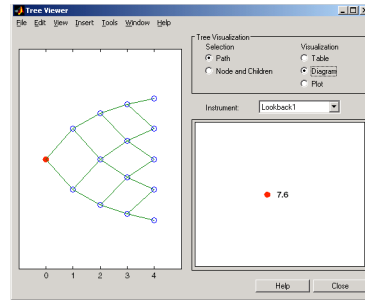 Tree Viewer
File Edit View Insert Tools Window Help
Tree Visualization
Selection
Visualization
Path
Table
Node and Children
Diagram
Plot
Instrument:
Lookback1
7.6
0 1 2 3 4
Help
Close